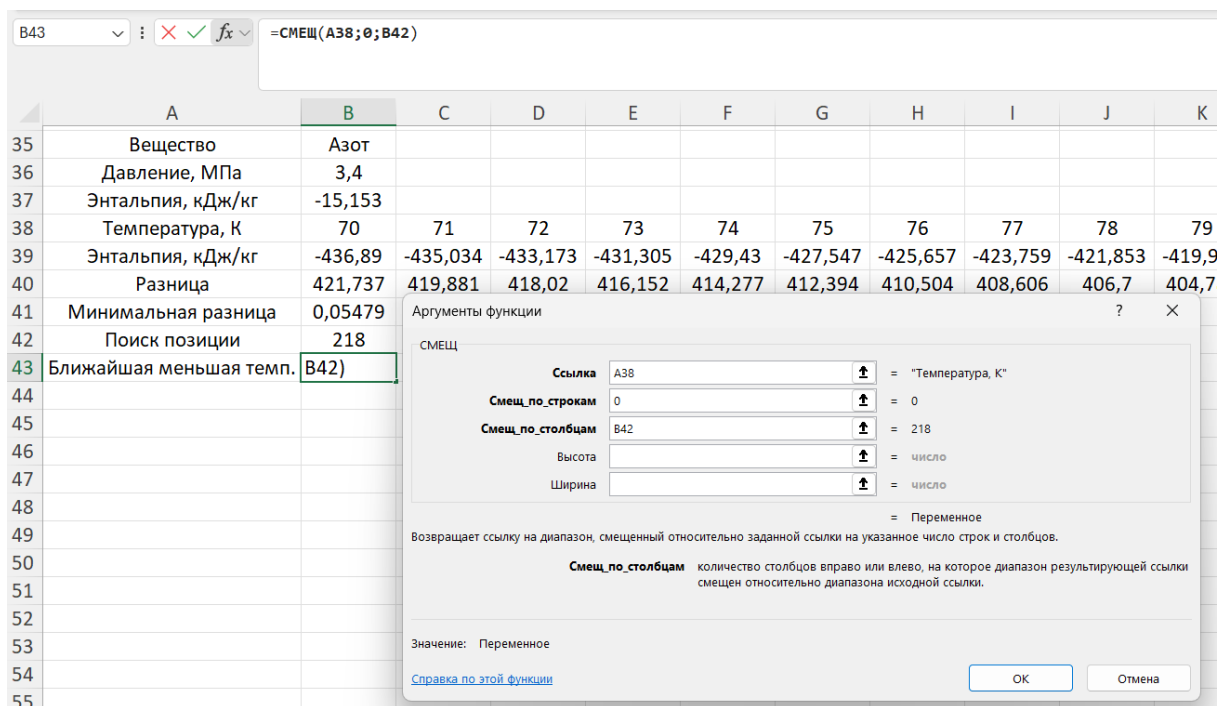 B43 fx =СМЕЩ(A38;0;B42)
A B C D E F G H I J K
35 Вещество Азот
36 Давление, МПа 3,4
37 Энтальпия, кДж/кг -15,153
38 Температура, К 70 71 72 73 74 75 76 77 78 79
39 Энтальпия, кДж/кг -436,89 -435,034 -433,173 -431,305 -429,43 -427,547 -425,657 -423,759 -421,853 -419,9
40 Разница 421,737 419,881 418,02 416,152 414,277 412,394 410,504 408,606 406,7 404,7
41 Минимальная разница 0,05479
42 Поиск позиции 218
43 Ближайшая меньшая темп. B42)
44
45
46
47
48
49
50
51
52
53
54
55
Аргументы функции ? ×
СМЕЩ
Ссылка A38 = "Температура, К"
Смещ_по_строкам 0 = 0
Смещ_по_столбцам B42 = 218
Высота = число
Ширина = число
= Переменное
Возвращает ссылку на диапазон, смещенный относительно заданной ссылки на указанное число строк и столбцов.
Смещ_по_столбцам количество столбцов вправо или влево, на которое диапазон результирующей ссылки
смещен относительно диапазона исходной ссылки.
Значение: Переменное
Справка по этой функции ОК Отмена